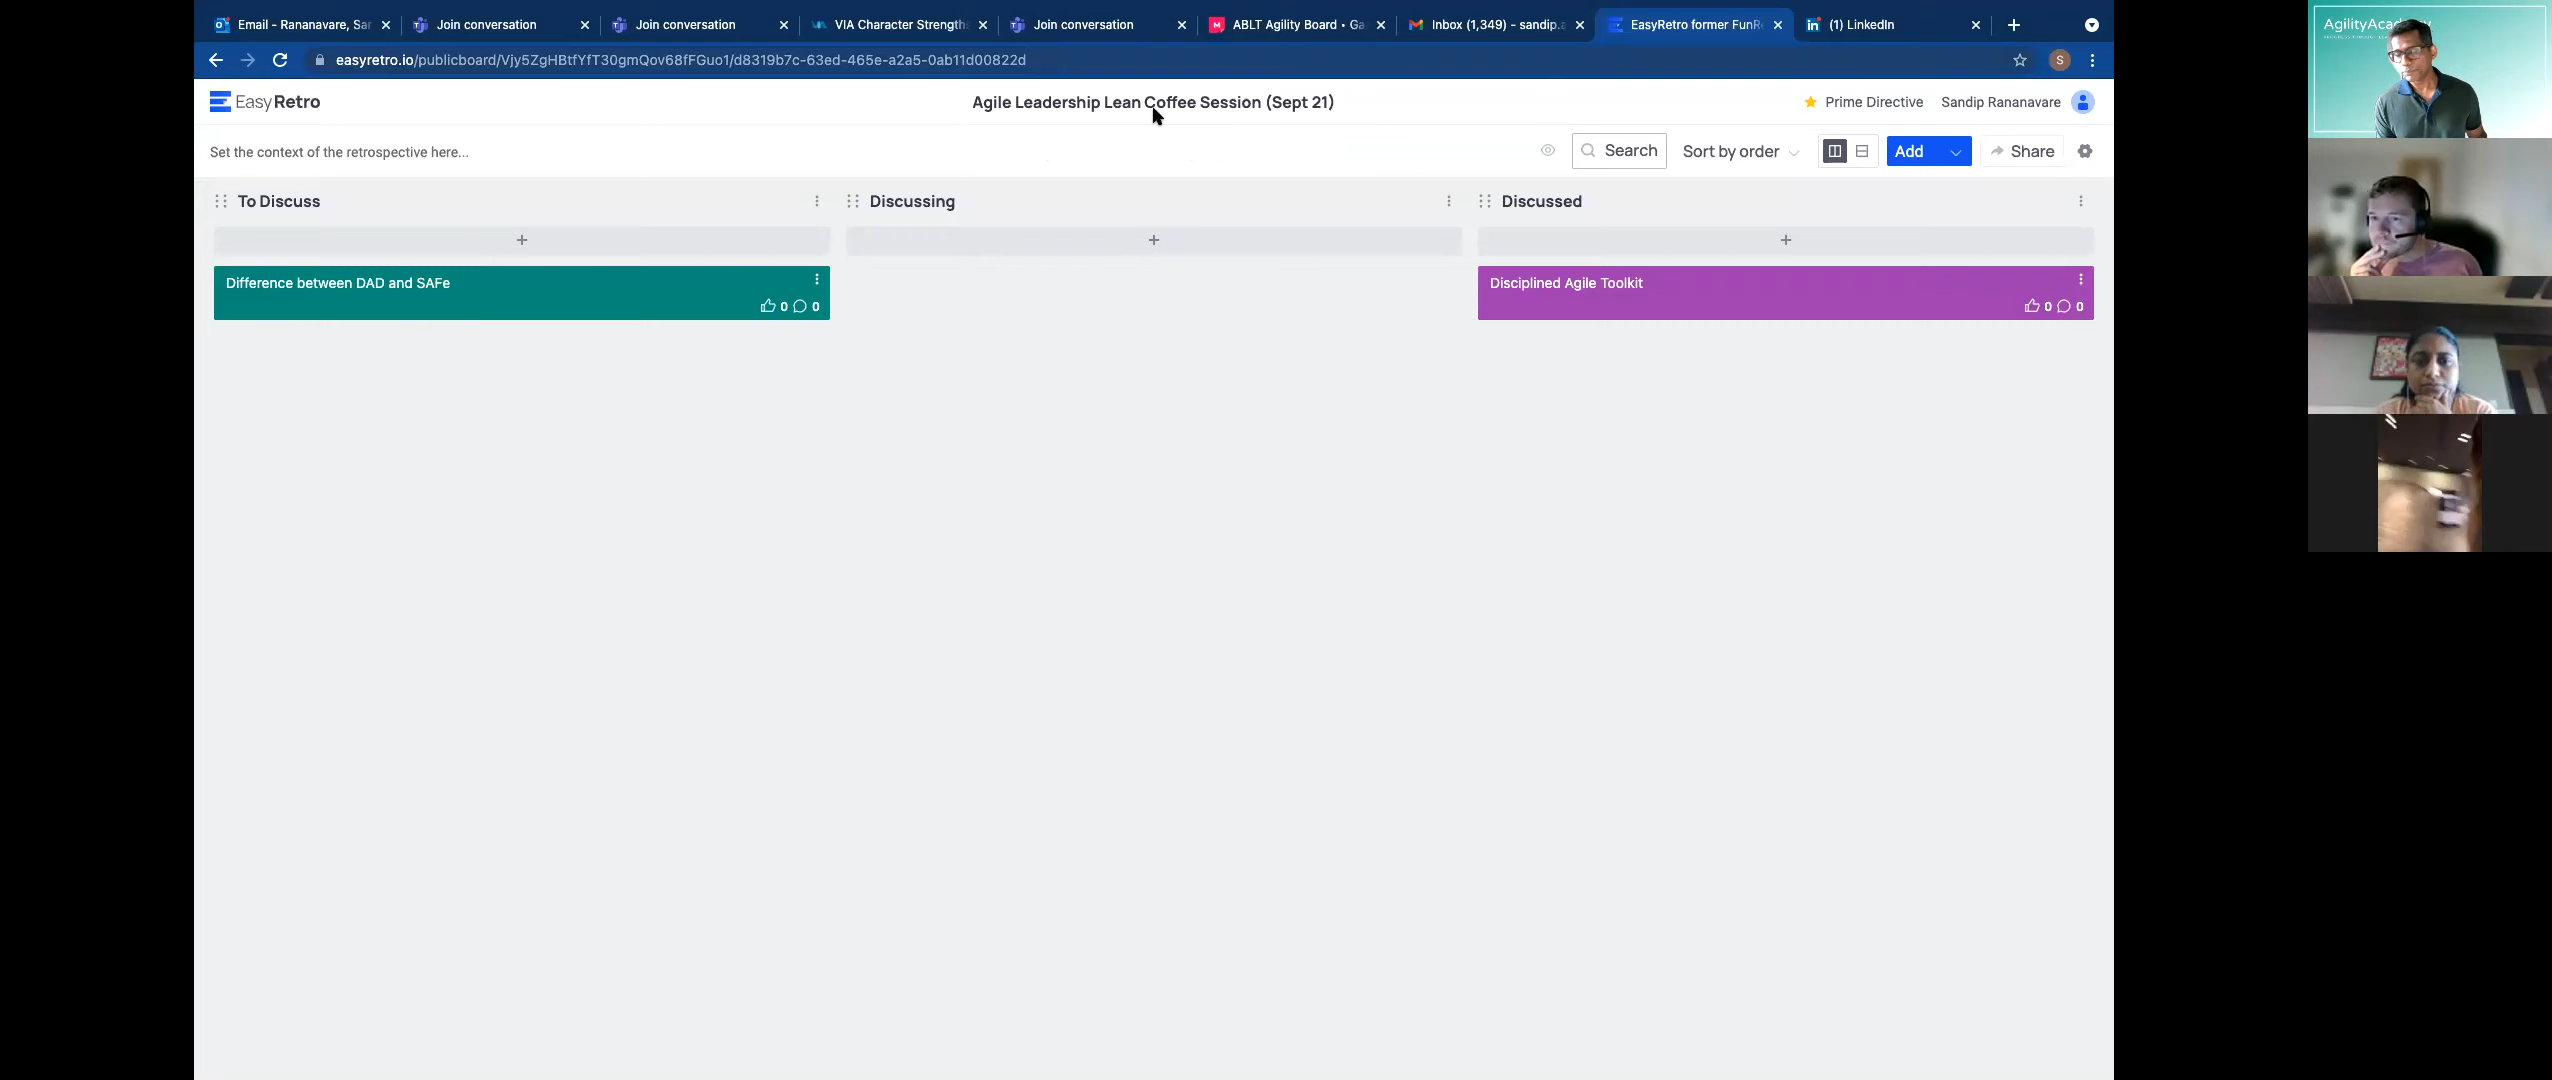 Email - Rananavare, Sar
Join conversation
Join conversation
VIA Character Strengths
Join conversation
ABLT Agility Board • Ga
Inbox (1,349) - sandip.a
EasyRetro former FunRe
(1) LinkedIn
easyretro.io/publicboard/Vjy5ZgHBtfYfT30gmQov68fFGuo1/d8319b7c-63ed-465e-a2a5-0ab11d00822d
S
EasyRetro
Agile Leadership Lean Coffee Session (Sept 21)
Prime Directive
Sandip Rananavare
Set the context of the retrospective here...
Search
Sort by order
Add
Share
To Discuss
Discussing
Discussed
+
+
+
Difference between DAD and SAFe
0 0
Disciplined Agile Toolkit
0 0
AgilityAcademy